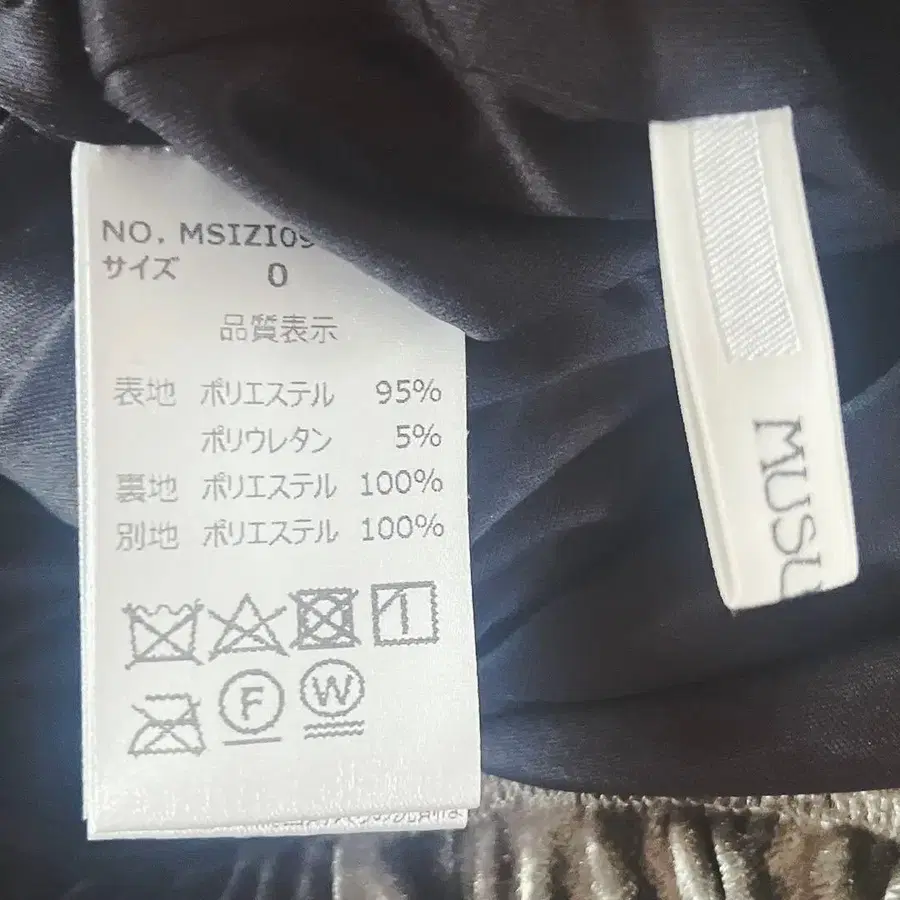 NO. MSIZI09
サイズ 0
品質表示
表地 ポリエステル 95%
ポリウレタン 5%
裏地 ポリエステル 100%
別地 ポリエステル 100%
F
W
MUSU